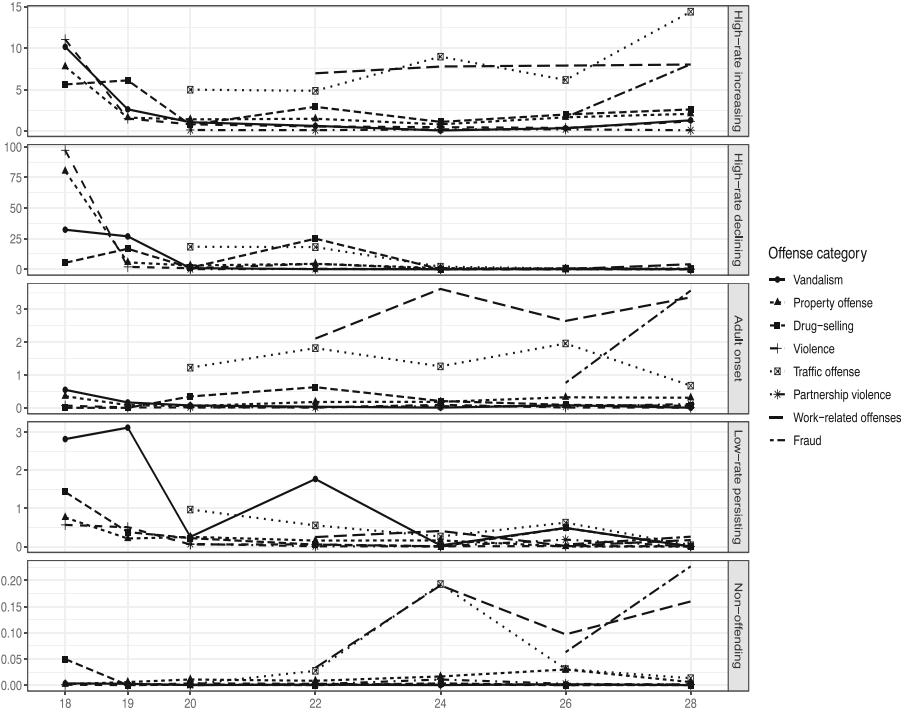 15
10
5
0
High-rate increasing
100
75
50
25
0
High-rate declining
3
2
1
0
Adult onset
3
2
1
0
Low-rate persisting
0.20
0.15
0.10
0.05
0.00
Non-offending
18 19 20 22 24 26 28
Offense category
Vandalism
Property offense
Drug-selling
Violence
Traffic offense
Partnership violence
Work-related offenses
Fraud